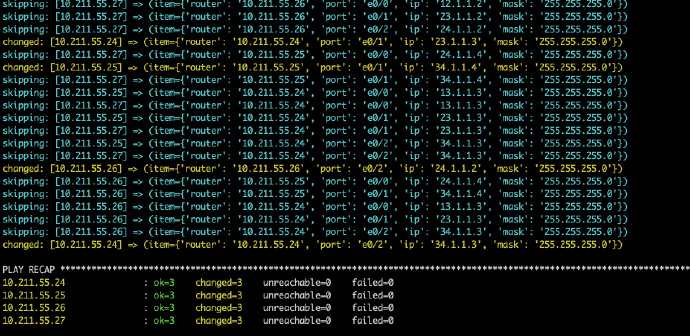 skipping: [10.211.55.27] => (item={'router': '10.211.55.26', 'port': 'e0/0', 'ip': '12.1.1.2', 'mask': '255.255.255.0'})
skipping: [10.211.55.27] => (item={'router': '10.211.55.26', 'port': 'e0/1', 'ip': '23.1.1.2', 'mask': '255.255.255.0'})
skipping: [10.211.55.27] => (item={'router': '10.211.55.26', 'port': 'e0/2', 'ip': '24.1.1.2', 'mask': '255.255.255.0'})
changed: [10.211.55.24] => (item={'router': '10.211.55.24', 'port': 'e0/1', 'ip': '23.1.1.3', 'mask': '255.255.255.0'})
skipping: [10.211.55.27] => (item={'router': '10.211.55.25', 'port': 'e0/0', 'ip': '24.1.1.4', 'mask': '255.255.255.0'})
changed: [10.211.55.25] => (item={'router': '10.211.55.25', 'port': 'e0/1', 'ip': '34.1.1.4', 'mask': '255.255.255.0'})
skipping: [10.211.55.27] => (item={'router': '10.211.55.25', 'port': 'e0/1', 'ip': '34.1.1.4', 'mask': '255.255.255.0'})
skipping: [10.211.55.25] => (item={'router': '10.211.55.24', 'port': 'e0/0', 'ip': '13.1.1.3', 'mask': '255.255.255.0'})
skipping: [10.211.55.27] => (item={'router': '10.211.55.24', 'port': 'e0/0', 'ip': '13.1.1.3', 'mask': '255.255.255.0'})
skipping: [10.211.55.25] => (item={'router': '10.211.55.24', 'port': 'e0/1', 'ip': '23.1.1.3', 'mask': '255.255.255.0'})
skipping: [10.211.55.27] => (item={'router': '10.211.55.24', 'port': 'e0/1', 'ip': '23.1.1.3', 'mask': '255.255.255.0'})
skipping: [10.211.55.25] => (item={'router': '10.211.55.24', 'port': 'e0/2', 'ip': '34.1.1.3', 'mask': '255.255.255.0'})
skipping: [10.211.55.27] => (item={'router': '10.211.55.24', 'port': 'e0/2', 'ip': '34.1.1.3', 'mask': '255.255.255.0'})
changed: [10.211.55.26] => (item={'router': '10.211.55.26', 'port': 'e0/2', 'ip': '24.1.1.2', 'mask': '255.255.255.0'})
skipping: [10.211.55.26] => (item={'router': '10.211.55.25', 'port': 'e0/0', 'ip': '24.1.1.4', 'mask': '255.255.255.0'})
skipping: [10.211.55.26] => (item={'router': '10.211.55.25', 'port': 'e0/1', 'ip': '34.1.1.4', 'mask': '255.255.255.0'})
skipping: [10.211.55.26] => (item={'router': '10.211.55.24', 'port': 'e0/0', 'ip': '13.1.1.3', 'mask': '255.255.255.0'})
skipping: [10.211.55.26] => (item={'router': '10.211.55.24', 'port': 'e0/1', 'ip': '23.1.1.3', 'mask': '255.255.255.0'})
skipping: [10.211.55.26] => (item={'router': '10.211.55.24', 'port': 'e0/2', 'ip': '34.1.1.3', 'mask': '255.255.255.0'})
changed: [10.211.55.24] => (item={'router': '10.211.55.24', 'port': 'e0/2', 'ip': '34.1.1.3', 'mask': '255.255.255.0'})
PLAY RECAP *********************************************************************************************************************
10.211.55.24 : ok=3 changed=3 unreachable=0 failed=0
10.211.55.25 : ok=3 changed=3 unreachable=0 failed=0
10.211.55.26 : ok=3 changed=3 unreachable=0 failed=0
10.211.55.27 : ok=3 changed=3 unreachable=0 failed=0